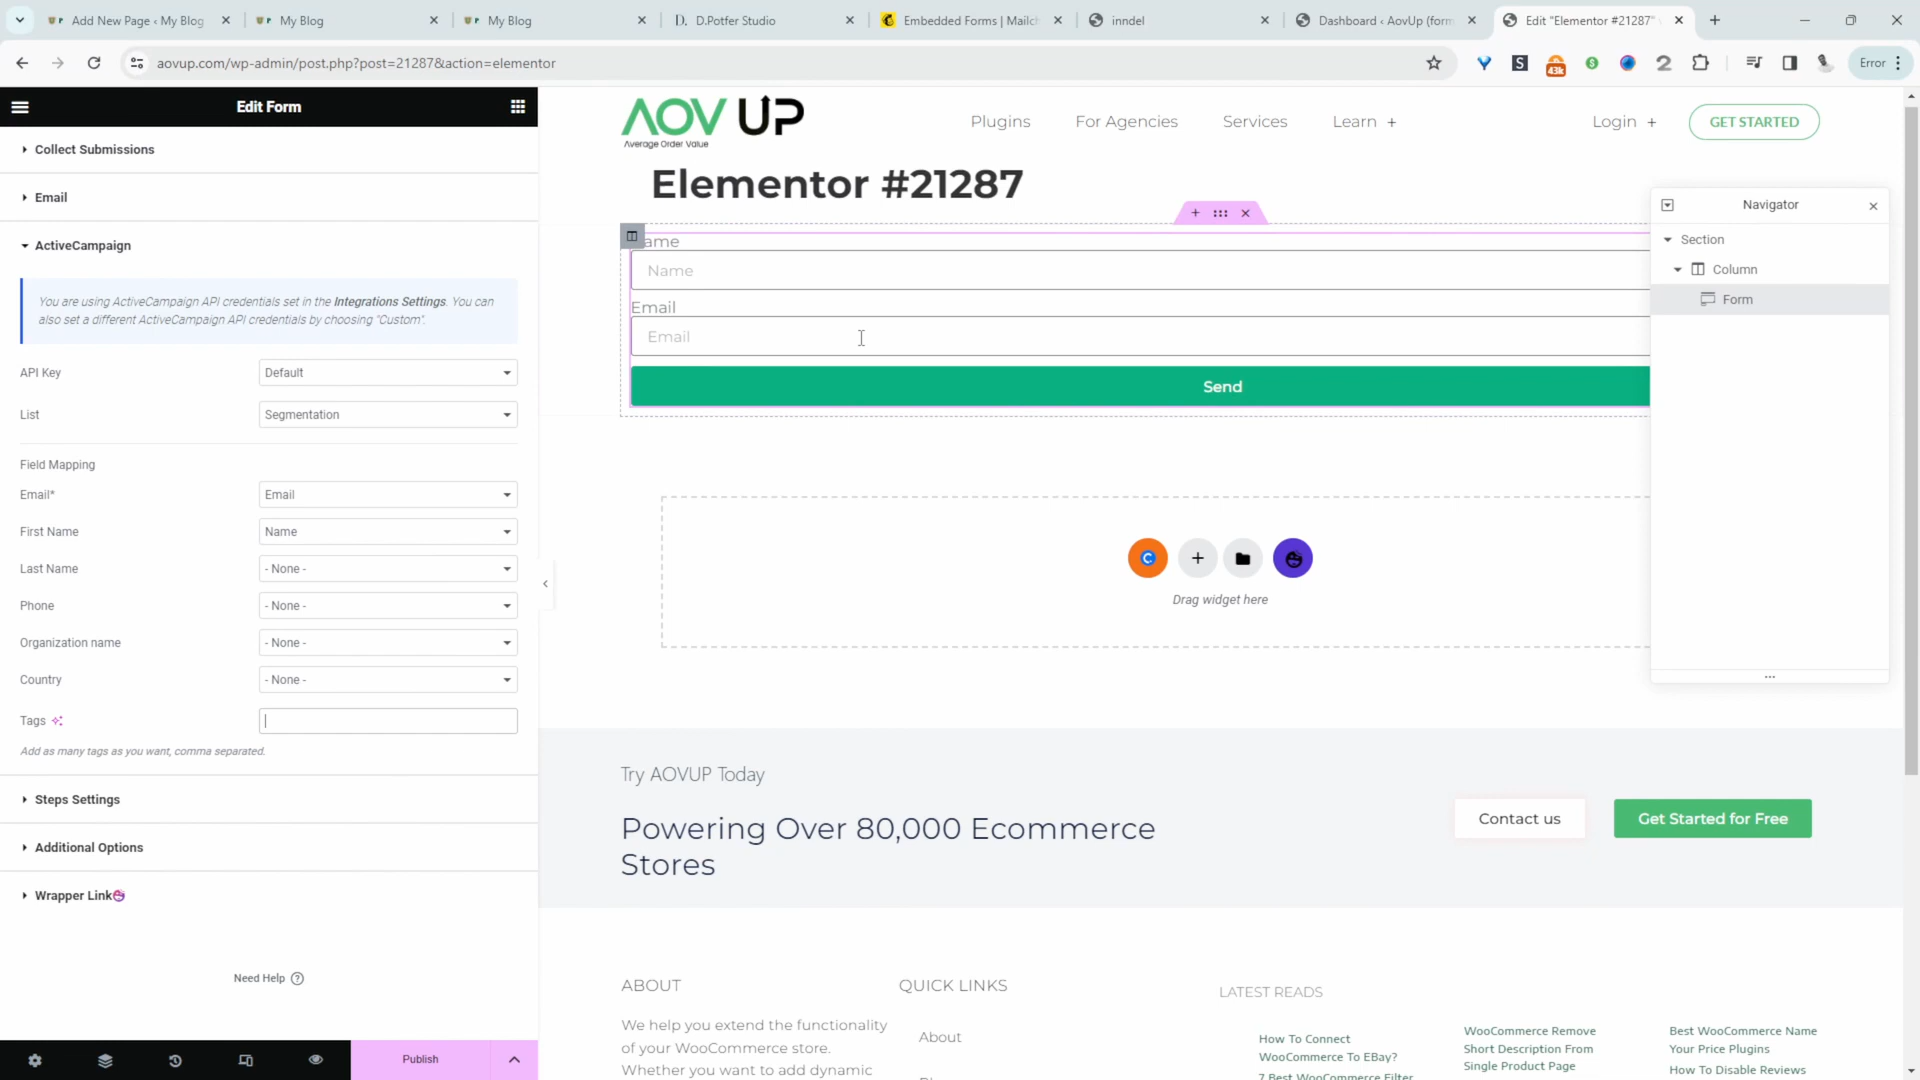 Add New Page ‹ My Blog
My Blog
My Blog
D.Potfer Studio
Embedded Forms | Mailch
inndel
Dashboard ‹ AovUp (form
Edit "Elementor #21287"
aovup.com/wp-admin/post.php?post=21287&action=elementor
43k
Error
Edit Form
Collect Submissions
Email
ActiveCampaign
You are using ActiveCampaign API credentials set in the Integrations Settings. You can
also set a different ActiveCampaign API credentials by choosing "Custom".
API Key
Default
List
Segmentation
Field Mapping
Email*
Email
First Name
Name
Last Name
- None -
Phone
- None -
Organization name
- None -
Country
- None -
Tags
Add as many tags as you want, comma separated.
Steps Settings
Additional Options
Wrapper Link
Need Help
Publish
AOV UP
Average Order Value
Plugins
For Agencies
Services
Learn +
Login +
GET STARTED
Elementor #21287
ame
Name
Email
Email
Send
Drag widget here
Navigator
Section
Column
Form
Try AOVUP Today
Powering Over 80,000 Ecommerce
Stores
Contact us
Get Started for Free
ABOUT
We help you extend the functionality
of your WooCommerce store.
Whether you want to add dynamic
QUICK LINKS
About
LATEST READS
How To Connect
WooCommerce To EBay?
7 Best WooCommerce Filter
WooCommerce Remove
Short Description From
Single Product Page
Best WooCommerce Name
Your Price Plugins
How To Disable Reviews